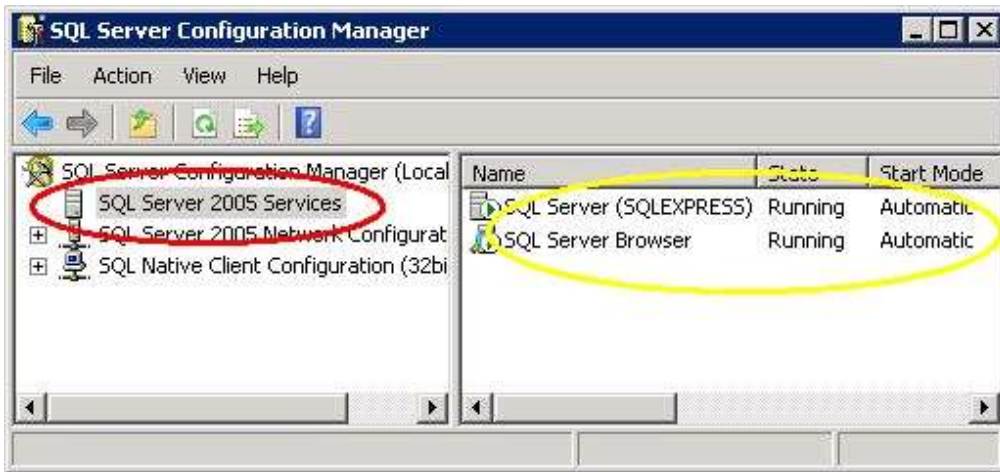 SQL Server Configuration Manager
File Action View Help
SQL Server Configuration Manager (Local
SQL Server 2005 Services
SQL Server 2005 Network Configurat
SQL Native Client Configuration (32bi
Name State Start Mode
SQL Server (SQLEXPRESS) Running Automatic
SQL Server Browser Running Automatic